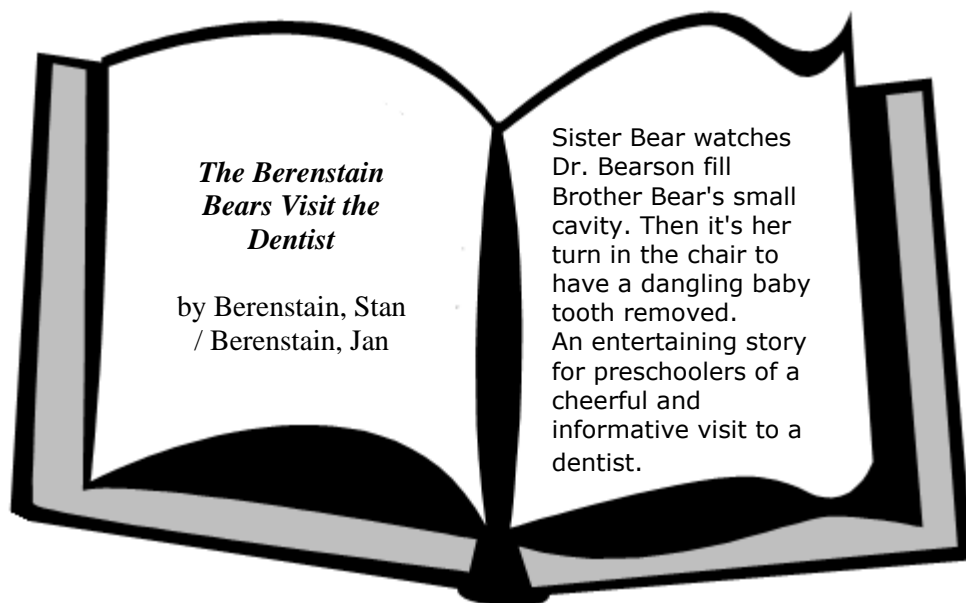 The Berenstain
Bears Visit the
Dentist
by Berenstain, Stan
/ Berenstain, Jan
Sister Bear watches
Dr. Bearson fill
Brother Bear's small
cavity. Then it's her
turn in the chair to
have a dangling baby
tooth removed.
An entertaining story
for preschoolers of a
cheerful and
informative visit to a
dentist.